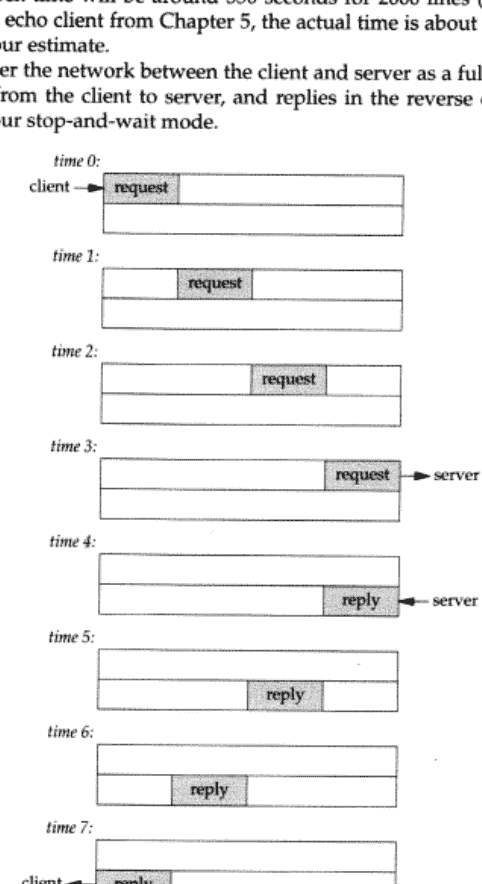 echo client from Chapter 5, the actual time is about
our estimate.
er the network between the client and server as a ful
from the client to server, and replies in the reverse
ur stop-and-wait mode.
time 0:
client request
time 1:
request
time 2:
request
time 3:
request server
time 4:
reply server
time 5:
reply
time 6:
reply
time 7:
client reply